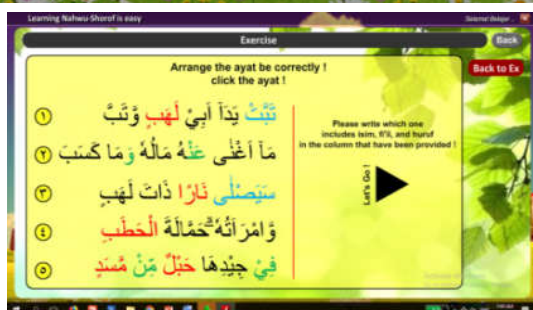 Learning Nahwu-Shorof is easy
Selamat Belajar..
Exercise
Back
Arrange the ayat be correctly !
click the ayat !
Back to Ex
١ تَبَّتْ يَدَآ اَبِيْ لَهَبٍ وَّتَبَّ
٢ مَآ اَغْنٰى عَنْهُ مَالُهٗ وَمَا كَسَبَ
٣ سَيَصْلٰى نَارًا ذَاتَ لَهَبٍ
٤ وَّامْرَاَتُهٗ ۗحَمَّالَةَ الْحَطَبِ
٥ فِيْ جِيْدِهَا حَبْلٌ مِّنْ مَّسَدٍ
Please write which one
includes isim, fi'il, and huruf
in the column that have been provided !
Let's Go !